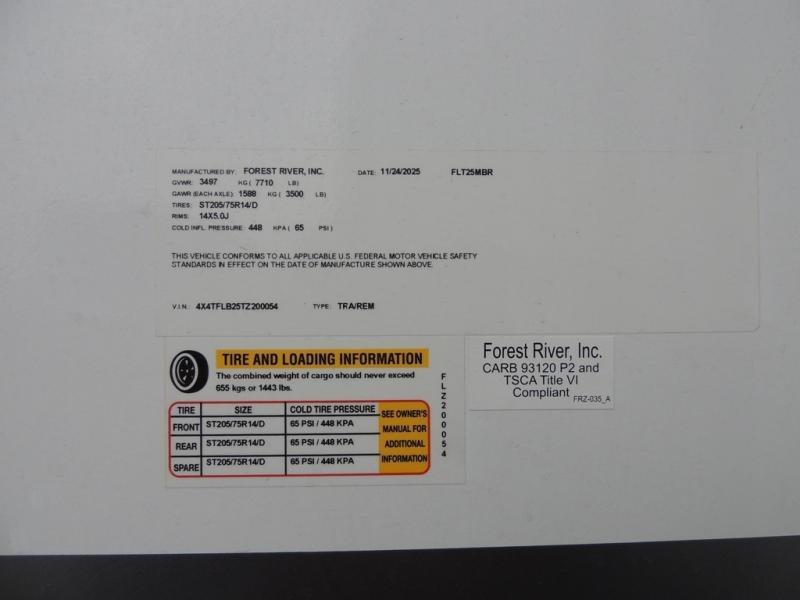 MANUFACTURED BY: FOREST RIVER, INC. DATE: 11/24/2025 FLT25MBR
GVWR: 3497 KG ( 7710 LB)
GAWR (EACH AXLE): 1588 KG ( 3500 LB)
TIRES: ST205/75R14/D
RIMS: 14X5.0J
COLD INFL. PRESSURE: 448 KPA ( 65 PSI )
THIS VEHICLE CONFORMS TO ALL APPLICABLE U.S. FEDERAL MOTOR VEHICLE SAFETY
STANDARDS IN EFFECT ON THE DATE OF MANUFACTURE SHOWN ABOVE.
V.I.N.: 4X4TFLB25TZ200054 TYPE: TRA/REM
TIRE AND LOADING INFORMATION
The combined weight of cargo should never exceed
655 kgs or 1443 lbs.
TIRE SIZE COLD TIRE PRESSURE
FRONT ST205/75R14/D 65 PSI / 448 KPA
REAR ST205/75R14/D 65 PSI / 448 KPA
SPARE ST205/75R14/D 65 PSI / 448 KPA
SEE OWNER'S
MANUAL FOR
ADDITIONAL
INFORMATION
FLZ200054
Forest River, Inc.
CARB 93120 P2 and
TSCA Title VI
Compliant
FRZ-035_A